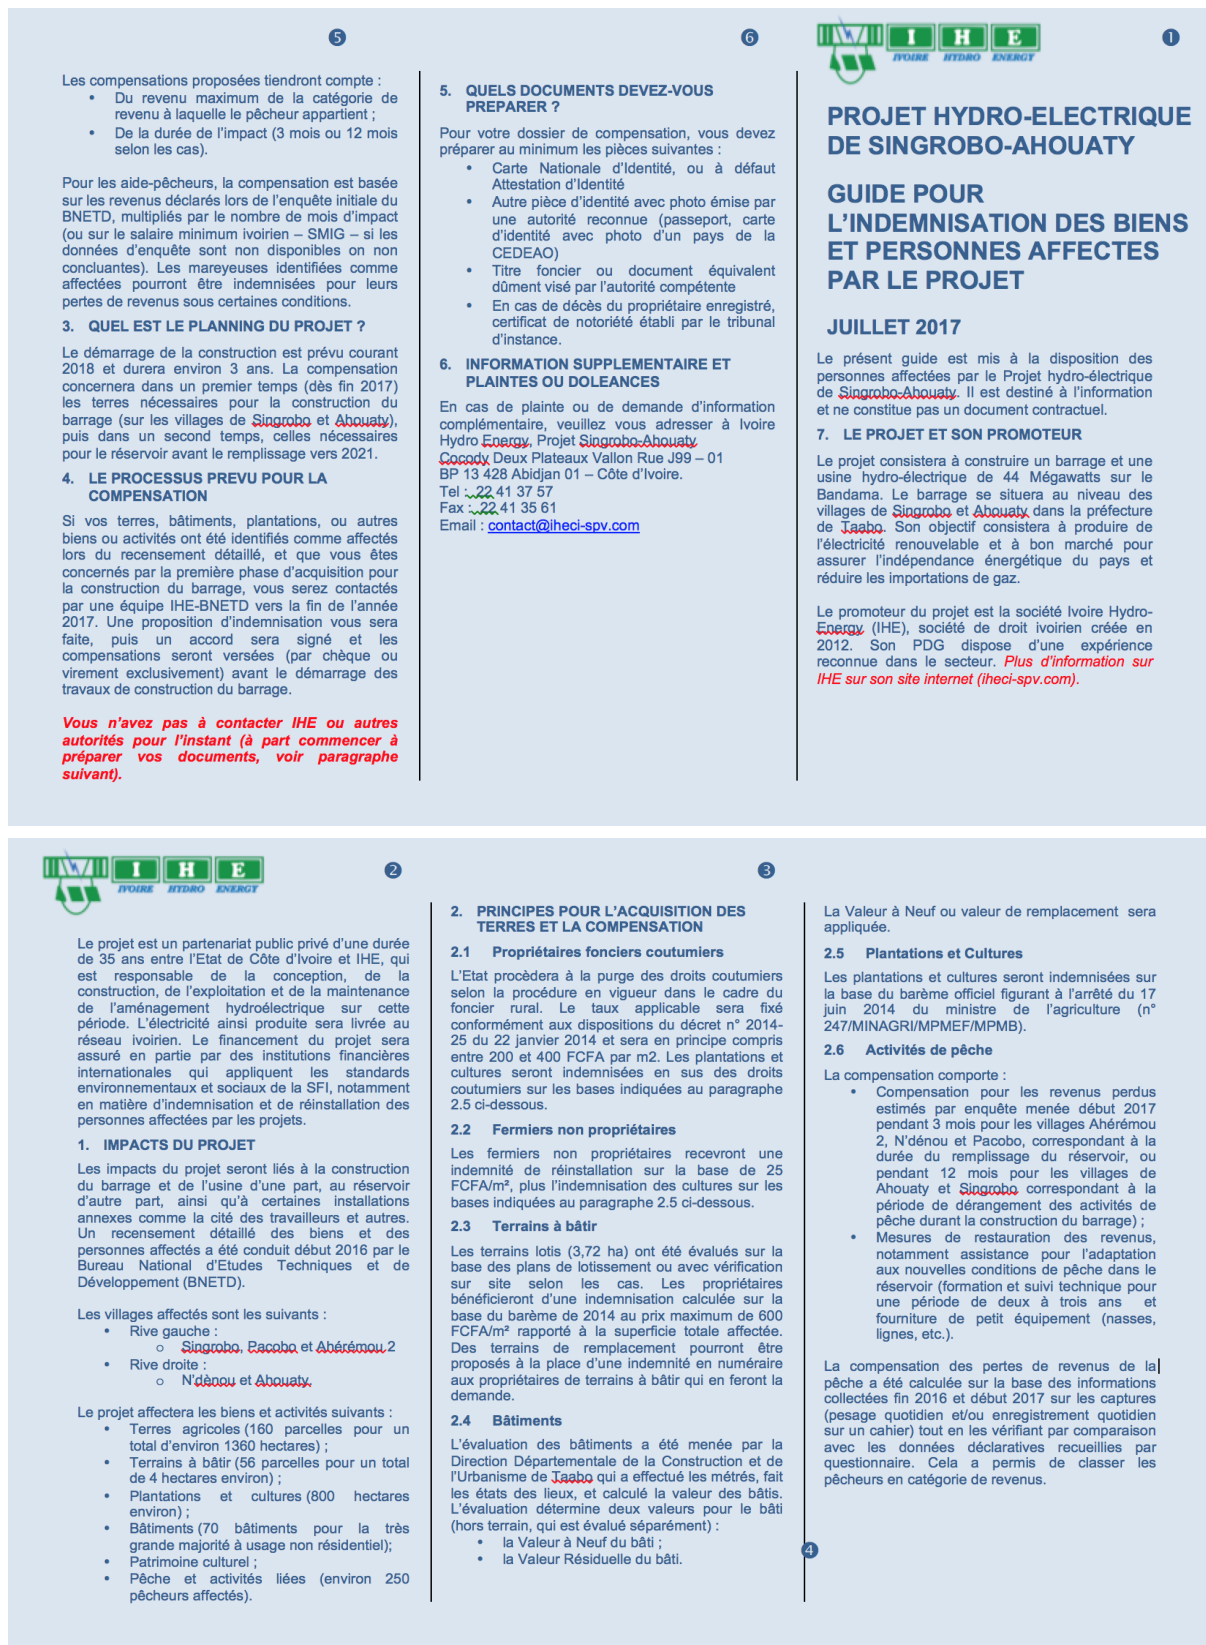 ❺
Les compensations proposées tiendront compte :
• Du revenu maximum de la catégorie de
revenu à laquelle le pêcheur appartient ;
• De la durée de l’impact (3 mois ou 12 mois
selon les cas).
Pour les aide-pêcheurs, la compensation est basée
sur les revenus déclarés lors de l’enquête initiale du
BNETD, multipliés par le nombre de mois d’impact
(ou sur le salaire minimum ivoirien – SMIG – si les
données d’enquête sont non disponibles on non
concluantes). Les mareyeuses identifiées comme
affectées pourront être indemnisées pour leurs
pertes de revenus sous certaines conditions.
3. QUEL EST LE PLANNING DU PROJET ?
Le démarrage de la construction est prévu courant
2018 et durera environ 3 ans. La compensation
concernera dans un premier temps (dès fin 2017)
les terres nécessaires pour la construction du
barrage (sur les villages de Singrobo et Ahouaty),
puis dans un second temps, celles nécessaires
pour le réservoir avant le remplissage vers 2021.
4. LE PROCESSUS PREVU POUR LA
COMPENSATION
Si vos terres, bâtiments, plantations, ou autres
biens ou activités ont été identifiés comme affectés
lors du recensement détaillé, et que vous êtes
concernés par la première phase d’acquisition pour
la construction du barrage, vous serez contactés
par une équipe IHE-BNETD vers la fin de l’année
2017. Une proposition d’indemnisation vous sera
faite, puis un accord sera signé et les
compensations seront versées (par chèque ou
virement exclusivement) avant le démarrage des
travaux de construction du barrage.
Vous n’avez pas à contacter IHE ou autres
autorités pour l’instant (à part commencer à
préparer vos documents, voir paragraphe
suivant).
❻
5. QUELS DOCUMENTS DEVEZ-VOUS
PREPARER ?
Pour votre dossier de compensation, vous devez
préparer au minimum les pièces suivantes :
• Carte Nationale d’Identité, ou à défaut
Attestation d’Identité
• Autre pièce d’identité avec photo émise par
une autorité reconnue (passeport, carte
d’identité avec photo d’un pays de la
CEDEAO)
• Titre foncier ou document équivalent
dûment visé par l’autorité compétente
• En cas de décès du propriétaire enregistré,
certificat de notoriété établi par le tribunal
d’instance.
6. INFORMATION SUPPLEMENTAIRE ET
PLAINTES OU DOLEANCES
En cas de plainte ou de demande d’information
complémentaire, veuillez vous adresser à Ivoire
Hydro Energy, Projet Singrobo-Ahouaty
Cocody Deux Plateaux Vallon Rue J99 – 01
BP 13 428 Abidjan 01 – Côte d’Ivoire.
Tel : 22 41 37 57
Fax : 22 41 35 61
Email : contact@iheci-spv.com
❶
I H E
IVOIRE HYDRO ENERGY
PROJET HYDRO-ELECTRIQUE
DE SINGROBO-AHOUATY
GUIDE POUR
L’INDEMNISATION DES BIENS
ET PERSONNES AFFECTES
PAR LE PROJET
JUILLET 2017
Le présent guide est mis à la disposition des
personnes affectées par le Projet hydro-électrique
de Singrobo-Ahouaty. Il est destiné à l’information
et ne constitue pas un document contractuel.
7. LE PROJET ET SON PROMOTEUR
Le projet consistera à construire un barrage et une
usine hydro-électrique de 44 Mégawatts sur le
Bandama. Le barrage se situera au niveau des
villages de Singrobo et Ahouaty dans la préfecture
de Taabo. Son objectif consistera à produire de
l’électricité renouvelable et à bon marché pour
assurer l’indépendance énergétique du pays et
réduire les importations de gaz.
Le promoteur du projet est la société Ivoire Hydro-
Energy (IHE), société de droit ivoirien créée en
2012. Son PDG dispose d’une expérience
reconnue dans le secteur. Plus d’information sur
IHE sur son site internet (iheci-spv.com).
I H E
IVOIRE HYDRO ENERGY
❷
Le projet est un partenariat public privé d’une durée
de 35 ans entre l’Etat de Côte d’Ivoire et IHE, qui
est responsable de la conception, de la
construction, de l’exploitation et de la maintenance
de l’aménagement hydroélectrique sur cette
période. L’électricité ainsi produite sera livrée au
réseau ivoirien. Le financement du projet sera
assuré en partie par des institutions financières
internationales qui appliquent les standards
environnementaux et sociaux de la SFI, notamment
en matière d’indemnisation et de réinstallation des
personnes affectées par les projets.
1. IMPACTS DU PROJET
Les impacts du projet seront liés à la construction
du barrage et de l’usine d’une part, au réservoir
d’autre part, ainsi qu’à certaines installations
annexes comme la cité des travailleurs et autres.
Un recensement détaillé des biens et des
personnes affectés a été conduit début 2016 par le
Bureau National d’Etudes Techniques et de
Développement (BNETD).
Les villages affectés sont les suivants :
• Rive gauche :
o Singrobo, Pacobo et Ahérémou 2
• Rive droite :
o N’dènou et Ahouaty
Le projet affectera les biens et activités suivants :
• Terres agricoles (160 parcelles pour un
total d’environ 1360 hectares) ;
• Terrains à bâtir (56 parcelles pour un total
de 4 hectares environ) ;
• Plantations et cultures (800 hectares
environ) ;
• Bâtiments (70 bâtiments pour la très
grande majorité à usage non résidentiel);
• Patrimoine culturel ;
• Pêche et activités liées (environ 250
pêcheurs affectés).
❸
2. PRINCIPES POUR L’ACQUISITION DES
TERRES ET LA COMPENSATION
2.1 Propriétaires fonciers coutumiers
L’Etat procèdera à la purge des droits coutumiers
selon la procédure en vigueur dans le cadre du
foncier rural. Le taux applicable sera fixé
conformément aux dispositions du décret n° 2014-
25 du 22 janvier 2014 et sera en principe compris
entre 200 et 400 FCFA par m2. Les plantations et
cultures seront indemnisées en sus des droits
coutumiers sur les bases indiquées au paragraphe
2.5 ci-dessous.
2.2 Fermiers non propriétaires
Les fermiers non propriétaires recevront une
indemnité de réinstallation sur la base de 25
FCFA/m², plus l’indemnisation des cultures sur les
bases indiquées au paragraphe 2.5 ci-dessous.
2.3 Terrains à bâtir
Les terrains lotis (3,72 ha) ont été évalués sur la
base des plans de lotissement ou avec vérification
sur site selon les cas. Les propriétaires
bénéficieront d’une indemnisation calculée sur la
base du barème de 2014 au prix maximum de 600
FCFA/m² rapporté à la superficie totale affectée.
Des terrains de remplacement pourront être
proposés à la place d’une indemnité en numéraire
aux propriétaires de terrains à bâtir qui en feront la
demande.
2.4 Bâtiments
L’évaluation des bâtiments a été menée par la
Direction Départementale de la Construction et de
l’Urbanisme de Taabo qui a effectué les métrés, fait
les états des lieux, et calculé la valeur des bâtis.
L’évaluation détermine deux valeurs pour le bâti
(hors terrain, qui est évalué séparément) :
• la Valeur à Neuf du bâti ;
• la Valeur Résiduelle du bâti.
La Valeur à Neuf ou valeur de remplacement sera
appliquée.
2.5 Plantations et Cultures
Les plantations et cultures seront indemnisées sur
la base du barème officiel figurant à l’arrêté du 17
juin 2014 du ministre de l’agriculture (n°
247/MINAGRI/MPMEF/MPMB).
2.6 Activités de pêche
La compensation comporte :
• Compensation pour les revenus perdus
estimés par enquête menée début 2017
pendant 3 mois pour les villages Ahérémou
2, N’dénou et Pacobo, correspondant à la
durée du remplissage du réservoir, ou
pendant 12 mois pour les villages de
Ahouaty et Singrobo correspondant à la
période de dérangement des activités de
pêche durant la construction du barrage) ;
• Mesures de restauration des revenus,
notamment assistance pour l’adaptation
aux nouvelles conditions de pêche dans le
réservoir (formation et suivi technique pour
une période de deux à trois ans et
fourniture de petit équipement (nasses,
lignes, etc.).
La compensation des pertes de revenus de la
pêche a été calculée sur la base des informations
collectées fin 2016 et début 2017 sur les captures
(pesage quotidien et/ou enregistrement quotidien
sur un cahier) tout en les vérifiant par comparaison
avec les données déclaratives recueillies par
questionnaire. Cela a permis de classer les
pêcheurs en catégorie de revenus.
❹